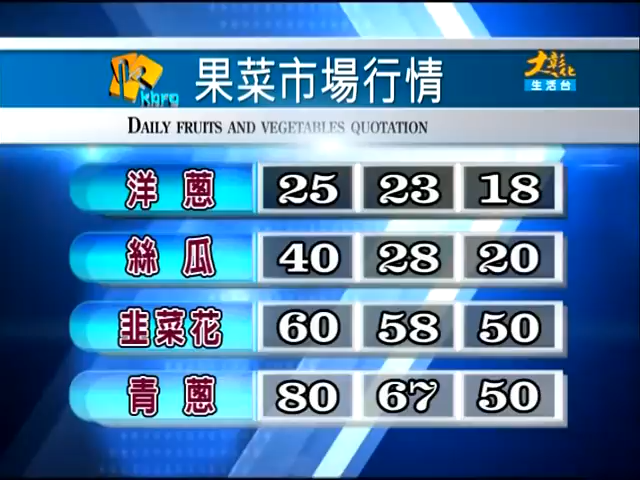 kbro 果菜市場行情 大彰化
生活台
DAILY FRUITS AND VEGETABLES QUOTATION
洋蔥 25 23 18
絲瓜 40 28 20
韭菜花 60 58 50
青蔥 80 67 50